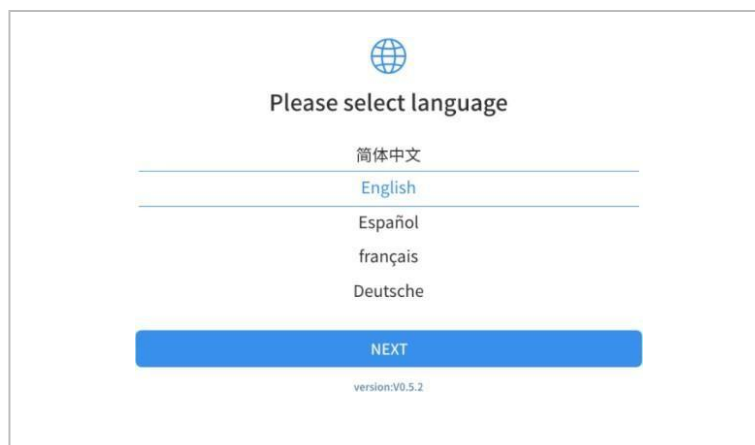 Please select language
简体中文
English
Español
français
Deutsche
NEXT
version:V0.5.2